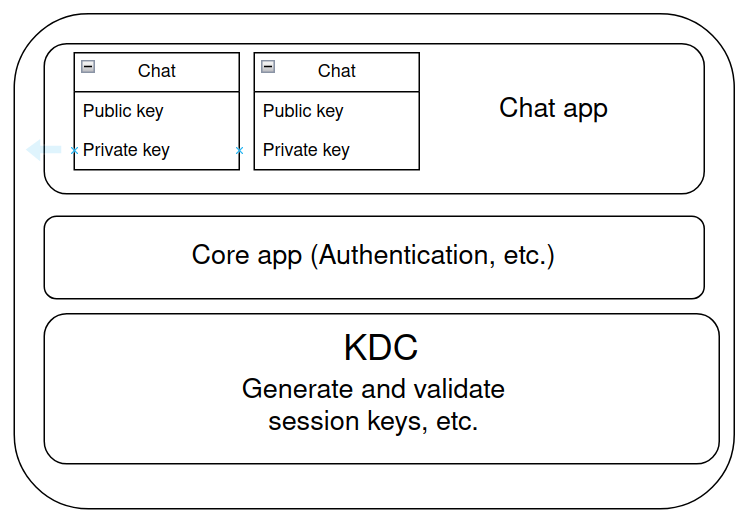 Chat
Public key
Private key
Chat
Public key
Private key
Chat app
Core app (Authentication, etc.)
KDC
Generate and validate
session keys, etc.